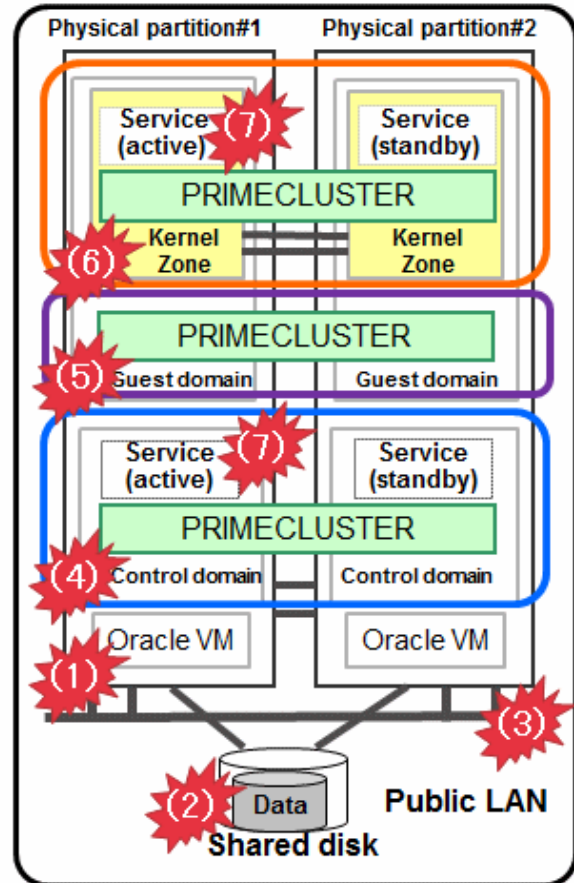 Physical partition#1 Physical partition#2
Service
(active)
(7)
Service
(standby)
PRIMECLUSTER
Kernel
Zone
Kernel
Zone
(6)
PRIMECLUSTER
(5)
Guest domain
Guest domain
Service
(active)
(7)
Service
(standby)
PRIMECLUSTER
(4)
Control domain
Control domain
Oracle VM
Oracle VM
(1)
(3)
(2)
Data
Public LAN
Shared disk